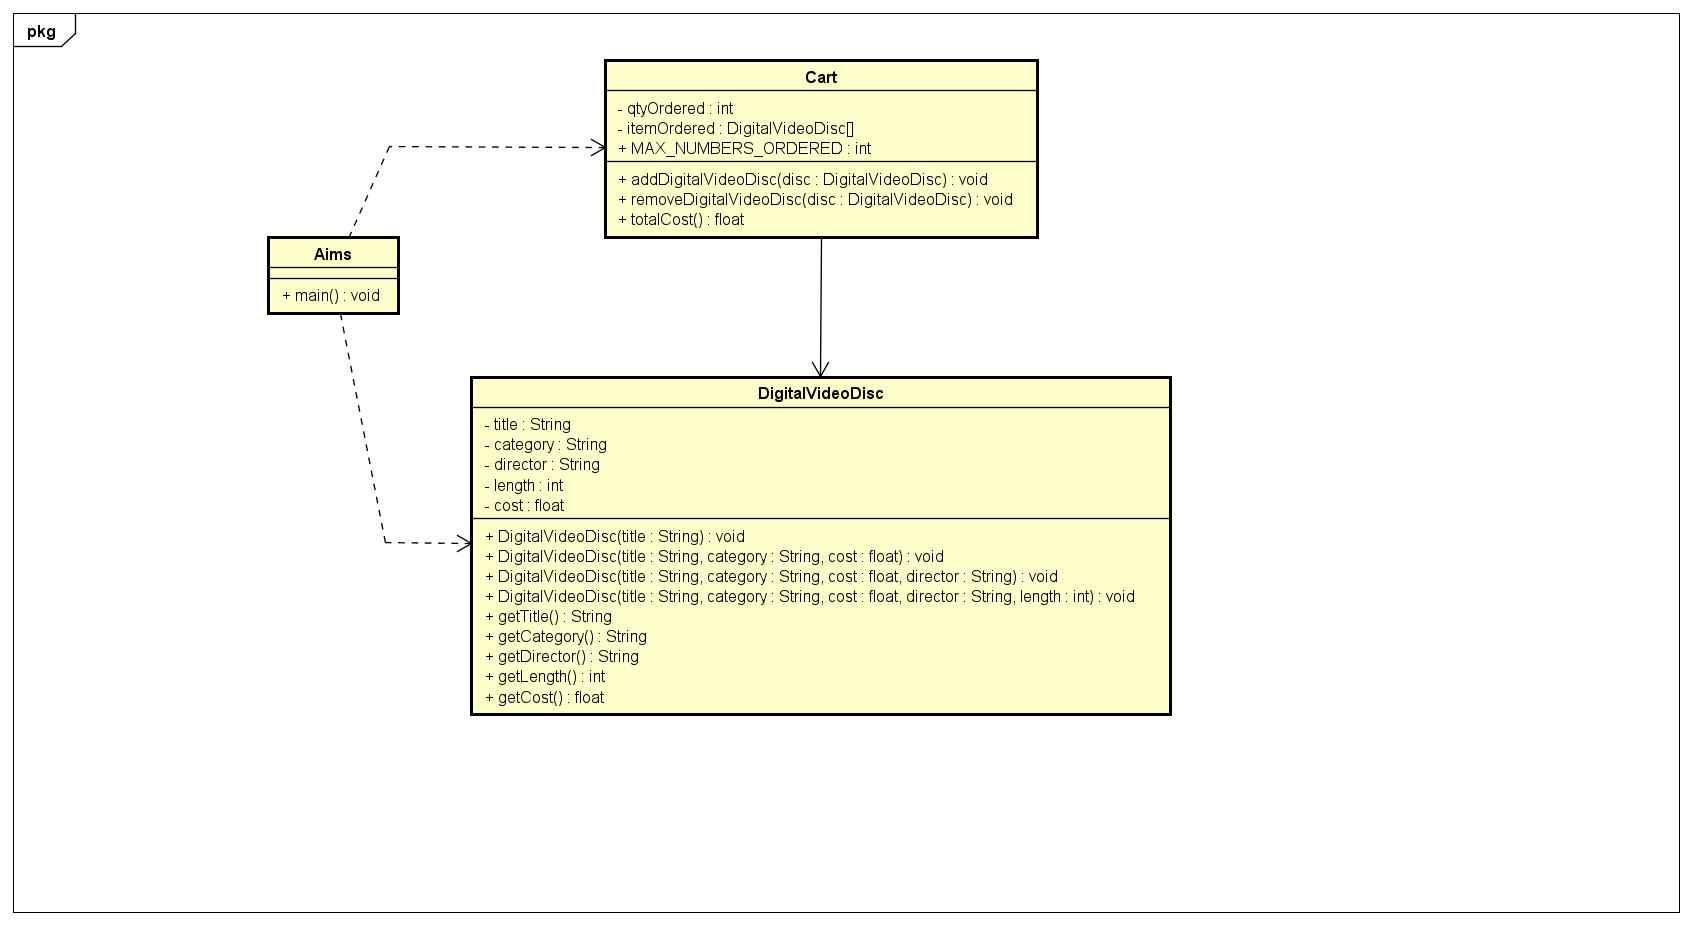 pkg
Cart
- qtyOrdered : int
- itemOrdered : DigitalVideoDisc[]
+ MAX_NUMBERS_ORDERED : int
+ addDigitalVideoDisc(disc : DigitalVideoDisc) : void
+ removeDigitalVideoDisc(disc : DigitalVideoDisc) : void
+ totalCost() : float
Aims
+ main() : void
DigitalVideoDisc
- title : String
- category : String
- director : String
- length : int
- cost : float
+ DigitalVideoDisc(title : String) : void
+ DigitalVideoDisc(title : String, category : String, cost : float) : void
+ DigitalVideoDisc(title : String, category : String, cost : float, director : String) : void
+ DigitalVideoDisc(title : String, category : String, cost : float, director : String, length : int) : void
+ getTitle() : String
+ getCategory() : String
+ getDirector() : String
+ getLength() : int
+ getCost() : float